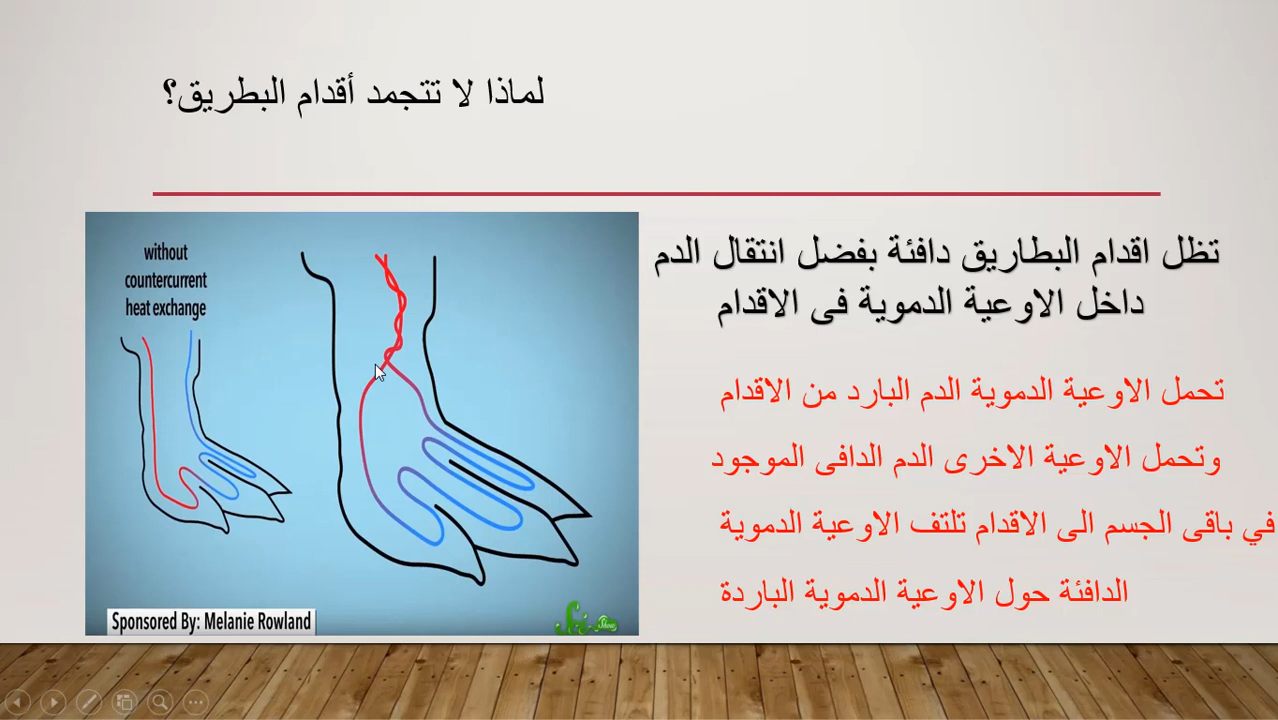 لماذا لا تتجمد أقدام البطريق؟
تظل اقدام البطاريق دافئة بفضل انتقال الدم
داخل الاوعية الدموية فى الاقدام
تحمل الاوعية الدموية الدم البارد من الاقدام
وتحمل الاوعية الاخرى الدم الدافى الموجود
في باقى الجسم الى الاقدام تلتف الاوعية الدموية
الدافئة حول الاوعية الدموية الباردة
without
countercurrent
heat exchange
Sponsored By: Melanie Rowland